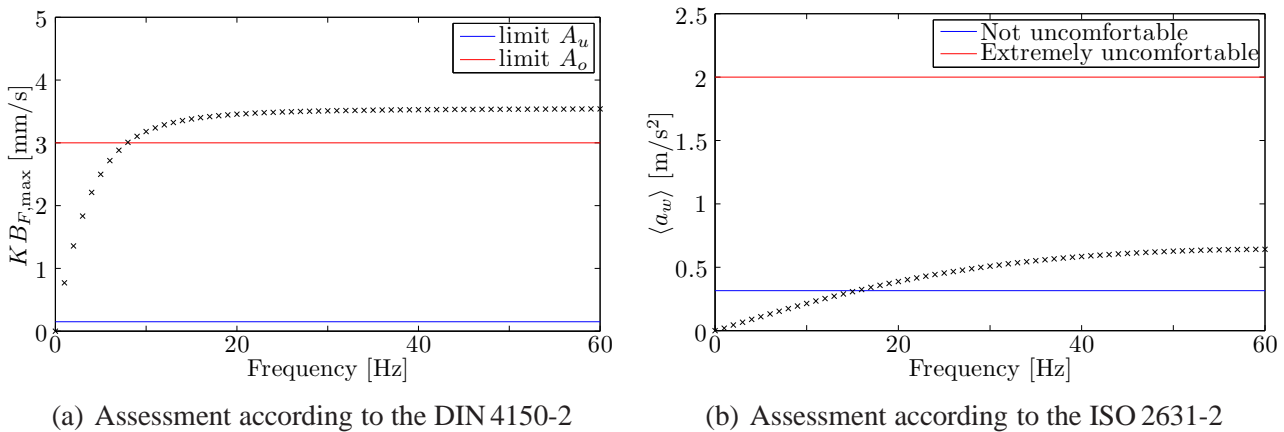 5
4
3
2
1
0
0 20 40 60
Frequency [Hz]
KB_{F,max} [mm/s]
limit A_u
limit A_o
(a) Assessment according to the DIN 4150-2
2.5
2
1.5
1
0.5
0
0 20 40 60
Frequency [Hz]
⟨a_w⟩ [m/s²]
Not uncomfortable
Extremely uncomfortable
(b) Assessment according to the ISO 2631-2